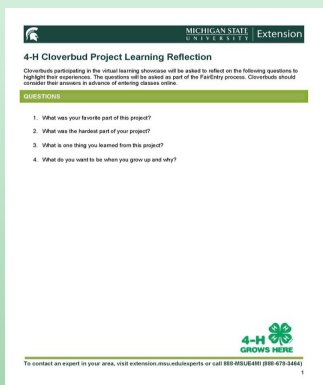 MICHIGAN STATE
UNIVERSITY
Extension
4-H Cloverbud Project Learning Reflection
Cloverbuds participating in the virtual learning showcase will be asked to reflect on the following questions to
highlight their experiences. The questions will be asked as part of the FairEntry process. Cloverbuds should
consider their answers in advance of entering classes online.
QUESTIONS
1. What was your favorite part of this project?
2. What was the hardest part of your project?
3. What is one thing you learned from this project?
4. What do you want to be when you grow up and why?
4-H
GROWS HERE
To contact an expert in your area, visit extension.msu.edu/experts or call 888-MSUE4MI (888-678-3464)
1